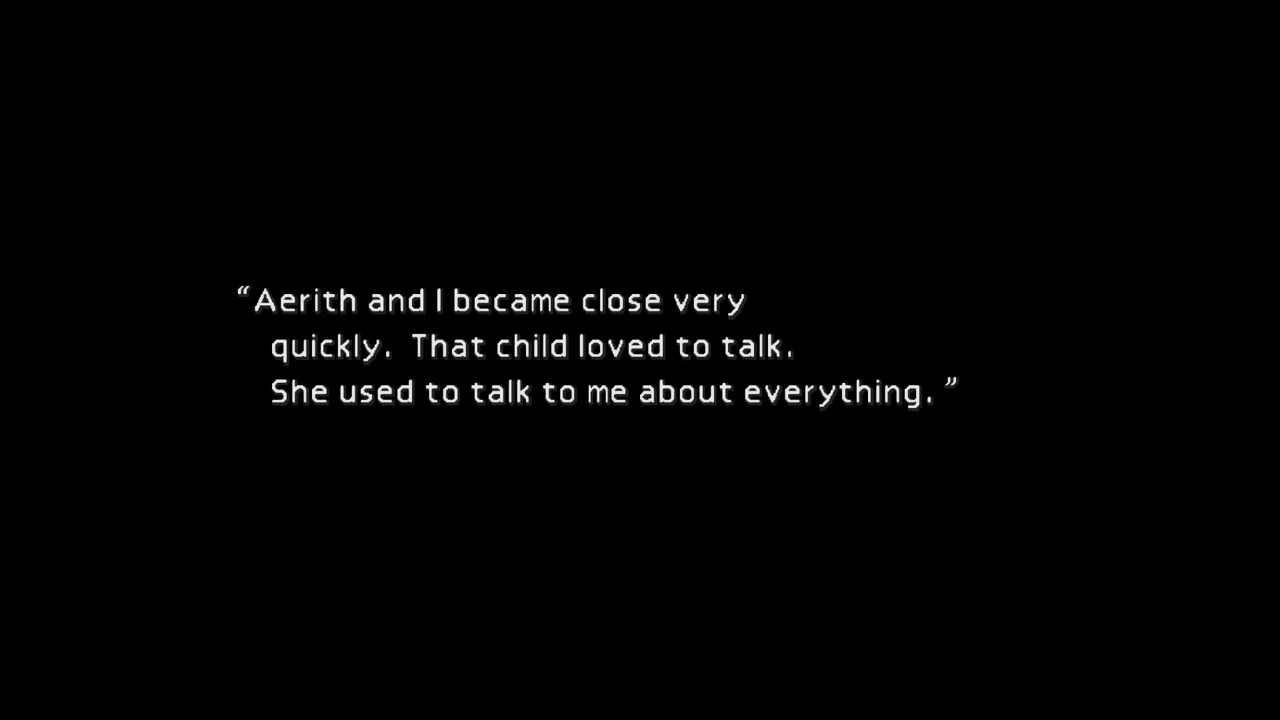 “Aerith and I became close very
quickly.  That child loved to talk.
She used to talk to me about everything. ”